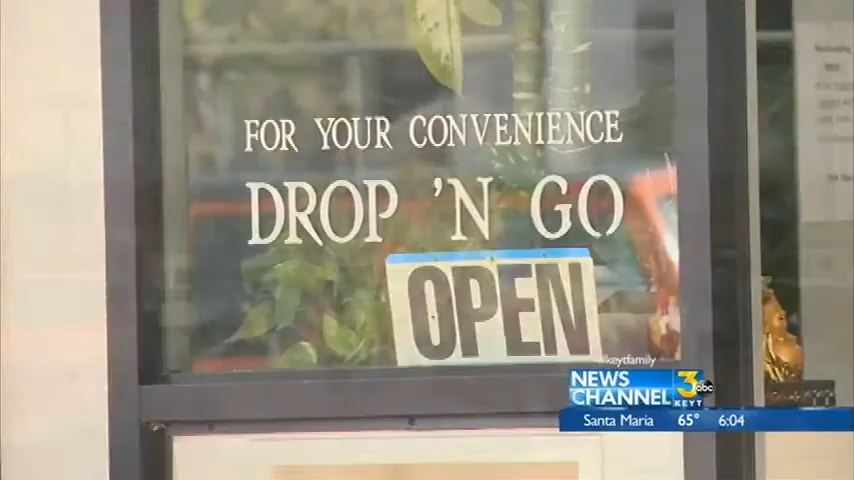 FOR YOUR CONVENIENCE
DROP 'N GO
OPEN
#keytfamily
NEWS
CHANNEL
3
abc
KEYT
Santa Maria 65° 6:04